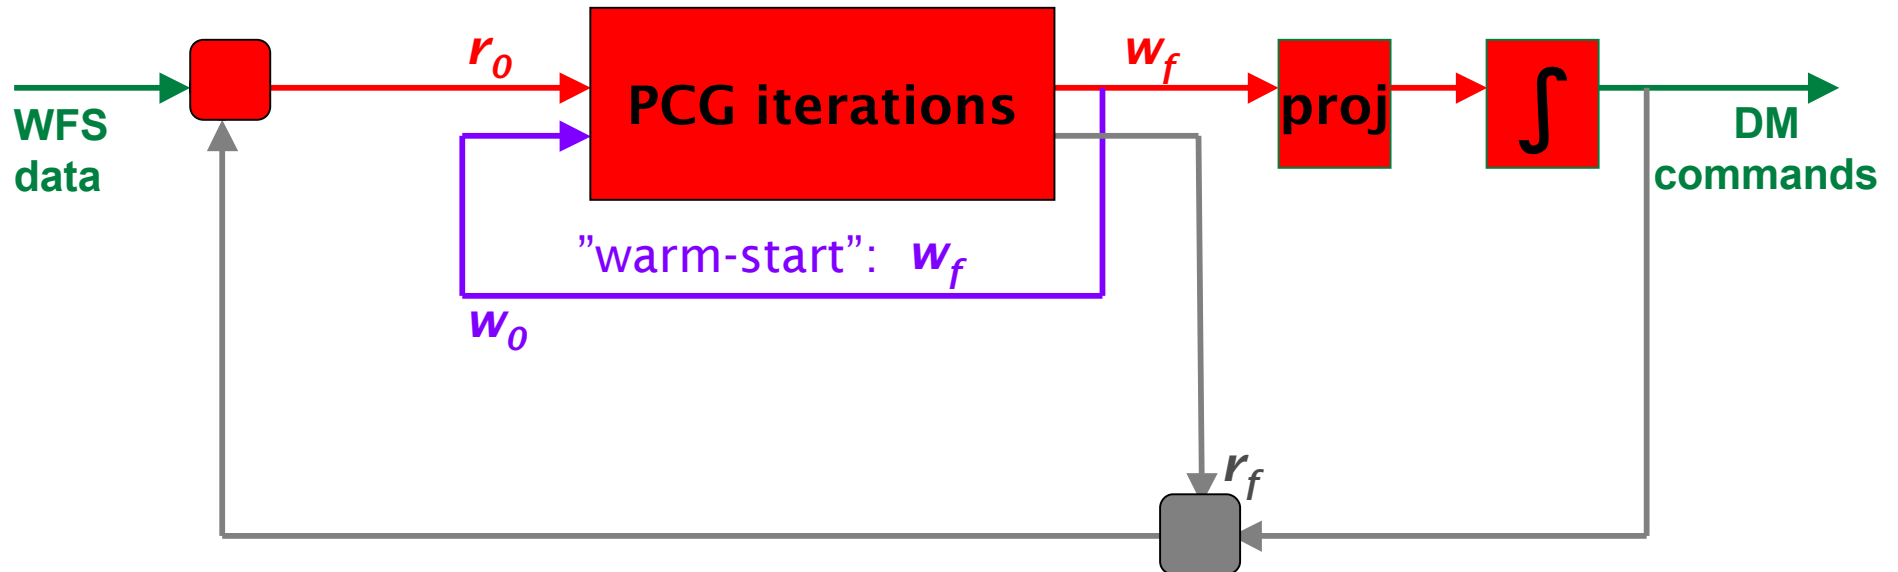 r0
wf
WFS
data
PCG iterations
proj
∫
DM
commands
”warm-start”: wf
w0
rf